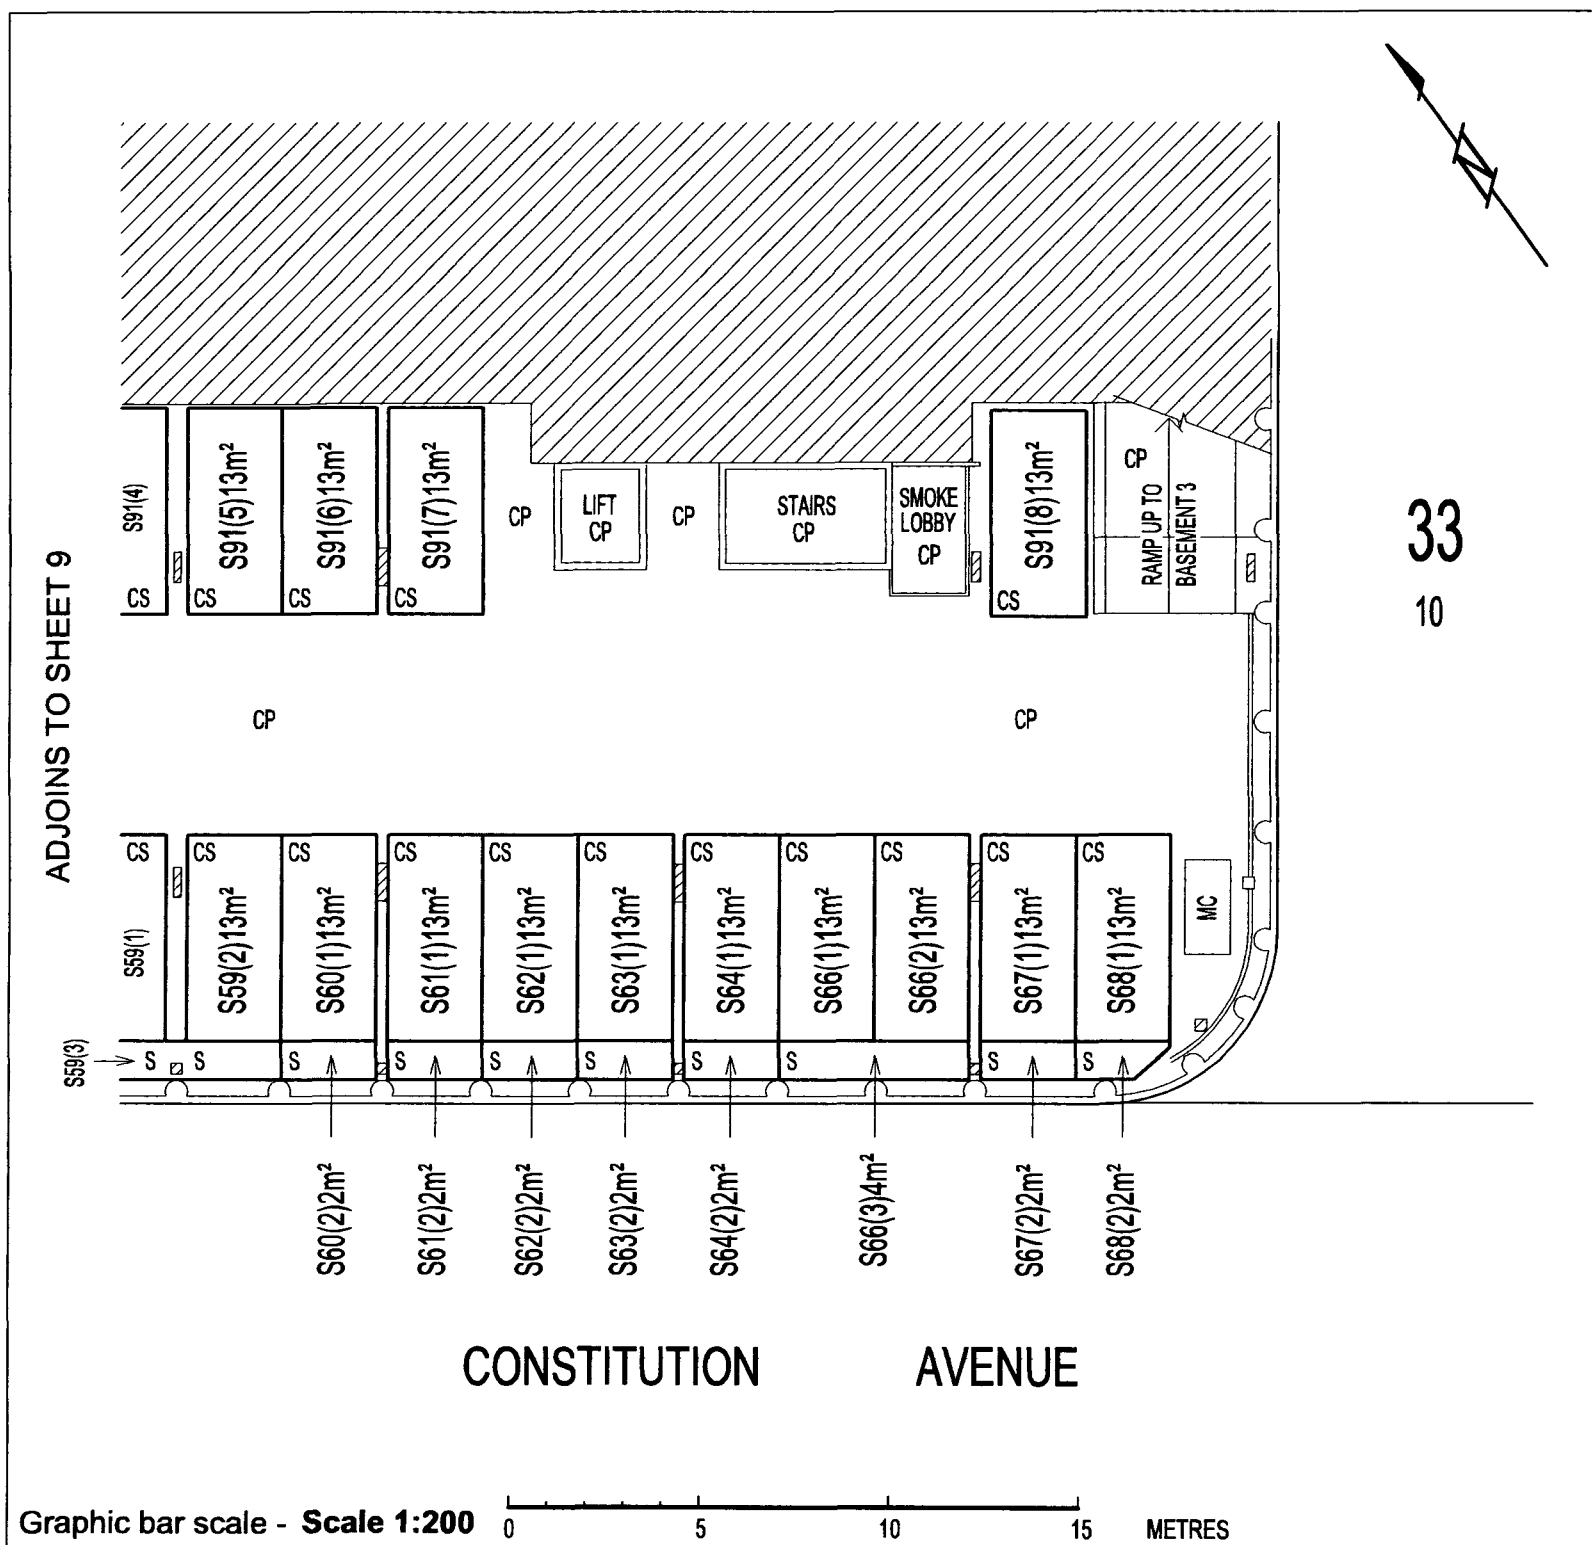 S91(4)
CS
S91(5)13m²
CS
S91(6)13m²
CS
S91(7)13m²
CS
CP
LIFT
CP
CP
STAIRS
CP
SMOKE
LOBBY
CP
S91(8)13m²
CS
CP
RAMP UP TO
BASEMENT 3
33
10
ADJOINS TO SHEET 9
CP
CP
CS
S59(1)
CS
S59(2)13m²
CS
S60(1)13m²
CS
S61(1)13m²
CS
S62(1)13m²
CS
S63(1)13m²
CS
S64(1)13m²
CS
S66(1)13m²
CS
S66(2)13m²
CS
S67(1)13m²
CS
S68(1)13m²
MC
S59(3)
S
S
S
S
S
S
S
S
S
S
S60(2)2m²
S61(2)2m²
S62(2)2m²
S63(2)2m²
S64(2)2m²
S66(3)4m²
S67(2)2m²
S68(2)2m²
CONSTITUTION AVENUE
Graphic bar scale - Scale 1:200
0 5 10 15 METRES
N